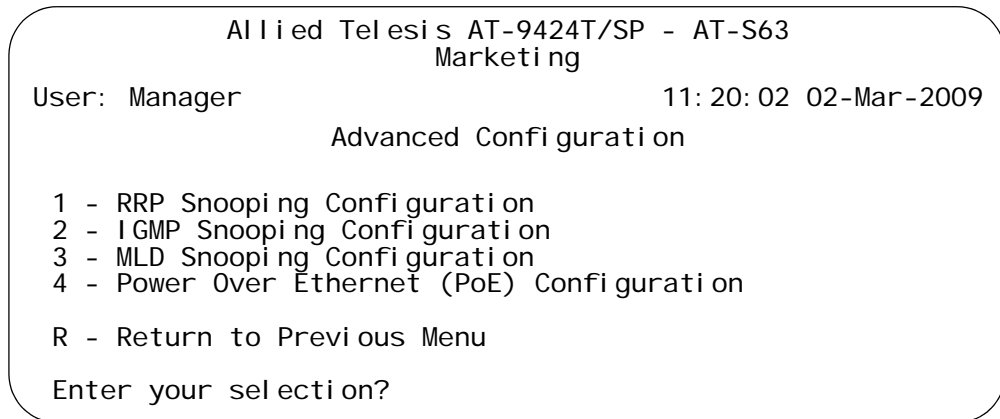 Allied Telesis AT-9424T/SP - AT-S63
Marketing
User: Manager 11:20:02 02-Mar-2009
Advanced Configuration
1 - RRP Snooping Configuration
2 - IGMP Snooping Configuration
3 - MLD Snooping Configuration
4 - Power Over Ethernet (PoE) Configuration
R - Return to Previous Menu
Enter your selection?